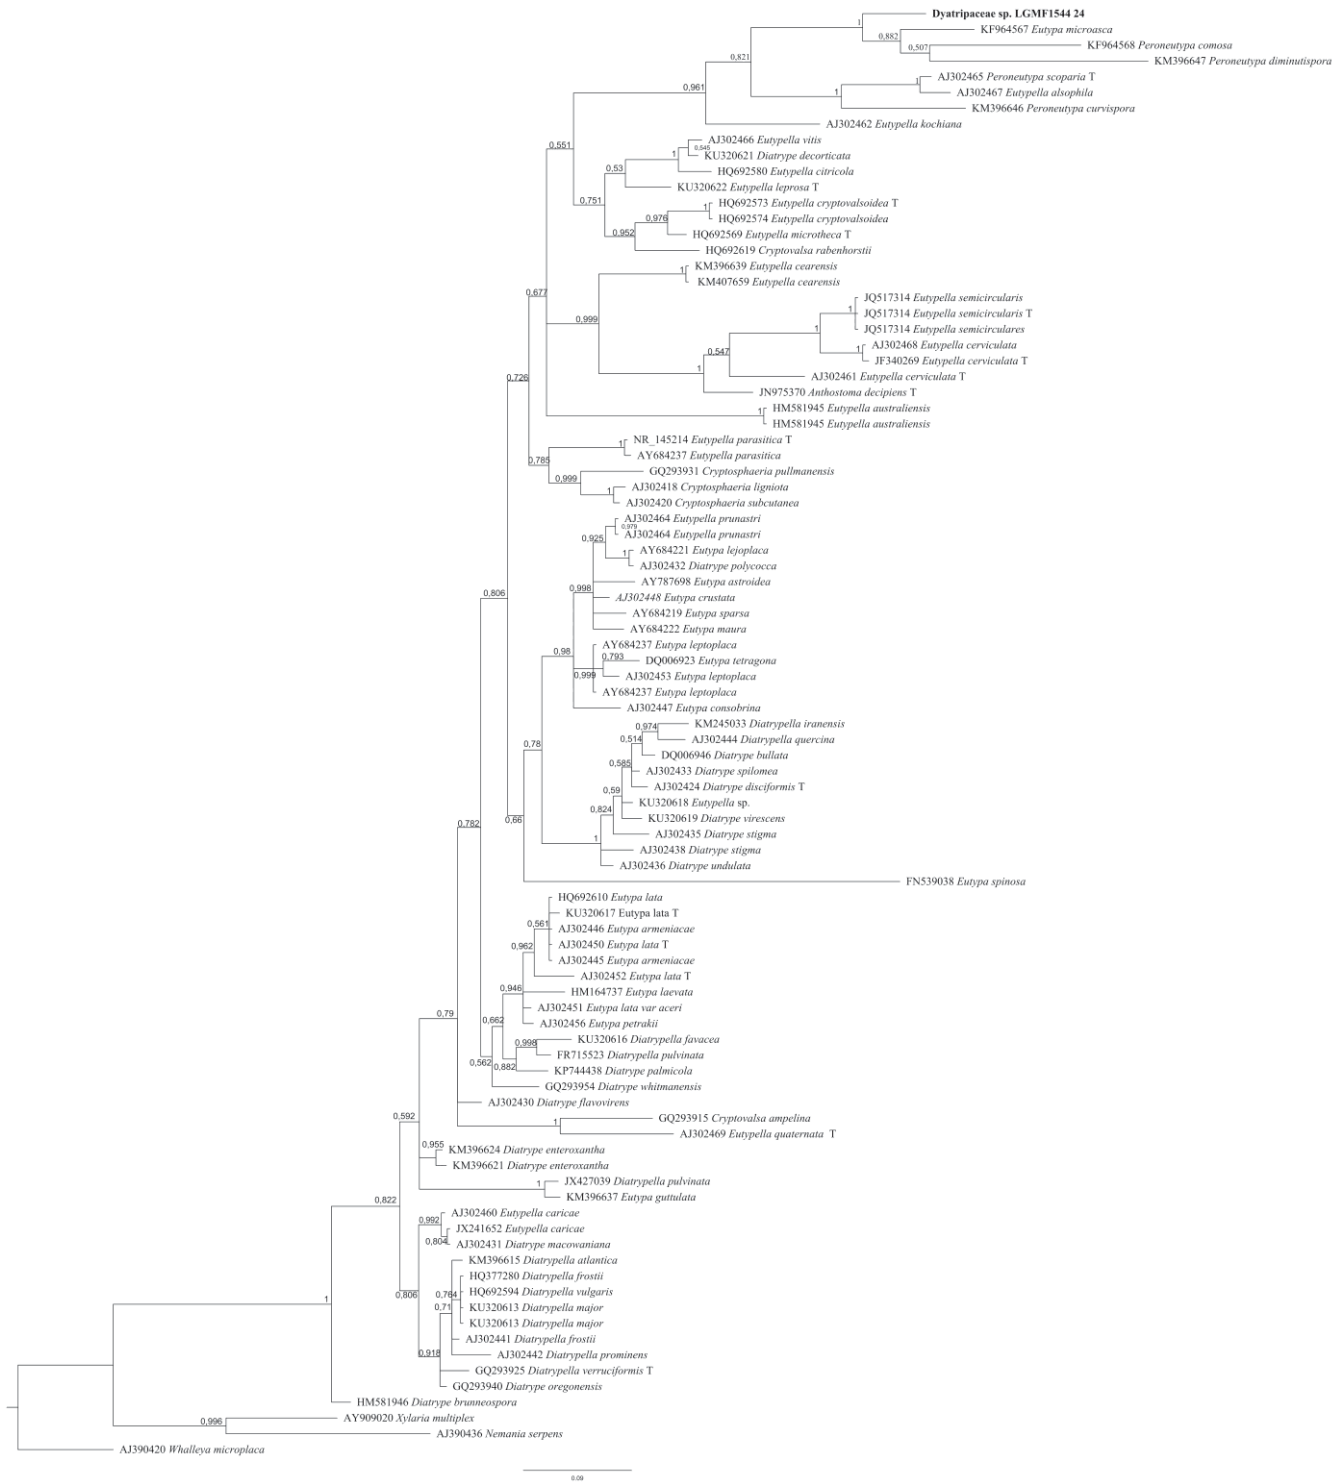 Dyatripaceae sp. LGMF1544 24
1
KF964567 Eutypa microasca
0,882
KF964568 Peroneutypa comosa
0,507
KM396647 Peroneutypa diminutispora
0,821
AJ302465 Peroneutypa scoparia T
1
AJ302467 Eutypella alsophila
0,961
1
KM396646 Peroneutypa curvispora
AJ302462 Eutypella kochiana
AJ302466 Eutypella vitis
0,551
0,545
KU320621 Diatrype decorticata
1
0,53
HQ692580 Eutypella citricola
KU320622 Eutypella leprosa T
0,751
HQ692573 Eutypella cryptovalsoidea T
1
HQ692574 Eutypella cryptovalsoidea
0,976
HQ692569 Eutypella microtheca T
0,952
HQ692619 Cryptovalsa rabenhorstii
KM396639 Eutypella cearensis
1
KM407659 Eutypella cearensis
0,677
JQ517314 Eutypella semicircularis
1
JQ517314 Eutypella semicircularis T
0,999
JQ517314 Eutypella semicirculares
1
AJ302468 Eutypella cerviculata
1
0,547
JF340269 Eutypella cerviculata T
1
AJ302461 Eutypella cerviculata T
0,726
JN975370 Anthostoma decipiens T
HM581945 Eutypella australiensis
1
HM581945 Eutypella australiensis
NR_145214 Eutypella parasitica T
1
AY684237 Eutypella parasitica
0,785
GQ293931 Cryptosphaeria pullmanensis
0,999
AJ302418 Cryptosphaeria ligniota
1
AJ302420 Cryptosphaeria subcutanea
AJ302464 Eutypella prunastri
0,979
AJ302464 Eutypella prunastri
0,925
AY684221 Eutypa lejoplaca
1
AJ302432 Diatrype polycocca
AY787698 Eutypa astroidea
0,998
0,806
AJ302448 Eutypa crustata
AY684219 Eutypa sparsa
AY684222 Eutypa maura
AY684237 Eutypa leptoplaca
0,98
0,793
DQ006923 Eutypa tetragona
0,999
AJ302453 Eutypa leptoplaca
AY684237 Eutypa leptoplaca
AJ302447 Eutypa consobrina
KM245033 Diatrypella iranensis
0,974
AJ302444 Diatrypella quercina
0,514
0,78
DQ006946 Diatrype bullata
0,585
AJ302433 Diatrype spilomea
AJ302424 Diatrype disciformis T
0,59
KU320618 Eutypella sp.
0,824
0,66
KU320619 Diatrype virescens
0,782
AJ302435 Diatrype stigma
1
AJ302438 Diatrype stigma
AJ302436 Diatrype undulata
FN539038 Eutypa spinosa
HQ692610 Eutypa lata
KU320617 Eutypa lata T
0,561
AJ302446 Eutypa armeniacae
0,962
AJ302450 Eutypa lata T
AJ302445 Eutypa armeniacae
AJ302452 Eutypa lata T
0,946
HM164737 Eutypa laevata
AJ302451 Eutypa lata var aceri
0,79
0,662
AJ302456 Eutypa petrakii
KU320616 Diatrypella favacea
0,998
FR715523 Diatrypella pulvinata
0,562
0,882
KP744438 Diatrype palmicola
GQ293954 Diatrype whitmanensis
AJ302430 Diatrype flavovirens
0,592
GQ293915 Cryptovalsa ampelina
1
AJ302469 Eutypella quaternata T
0,955
KM396624 Diatrype enteroxantha
KM396621 Diatrype enteroxantha
JX427039 Diatrypella pulvinata
1
0,822
KM396637 Eutypa guttulata
AJ302460 Eutypella caricae
0,992
JX241652 Eutypella caricae
0,804
AJ302431 Diatrype macowaniana
KM396615 Diatrypella atlantica
HQ377280 Diatrypella frostii
0,806
0,764
HQ692594 Diatrypella vulgaris
1
0,71
KU320613 Diatrypella major
KU320613 Diatrypella major
AJ302441 Diatrypella frostii
0,918
AJ302442 Diatrypella prominens
GQ293925 Diatrypella verruciformis T
GQ293940 Diatrype oregonensis
HM581946 Diatrype brunneospora
0,996
AY909020 Xylaria multiplex
AJ390436 Nemania serpens
AJ390420 Whalleya microplaca
0.09